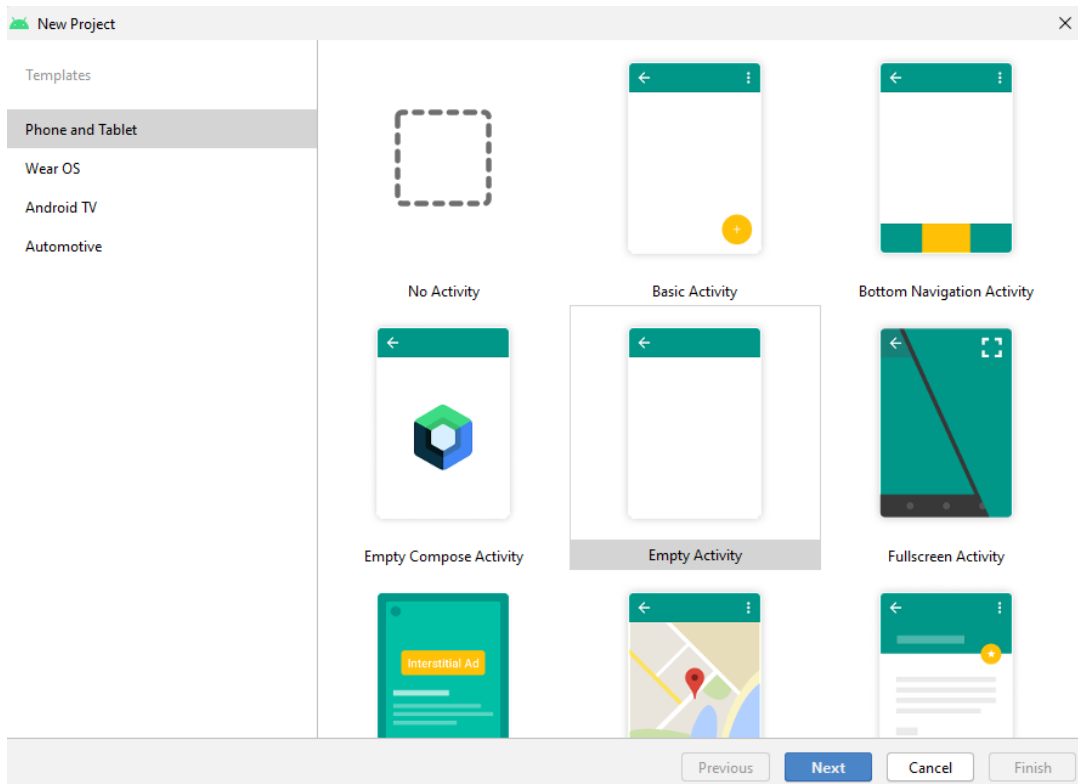 New Project
Templates
Phone and Tablet
Wear OS
Android TV
Automotive
No Activity
Basic Activity
Bottom Navigation Activity
Empty Compose Activity
Empty Activity
Fullscreen Activity
Interstitial Ad
Previous
Next
Cancel
Finish